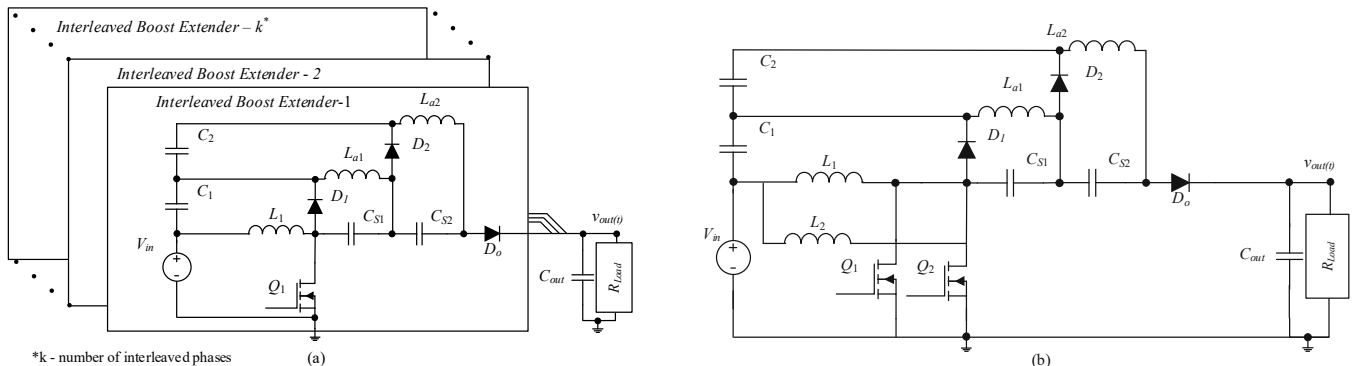 Interleaved Boost Extender – k*
Interleaved Boost Extender - 2
Interleaved Boost Extender-1
La2
C2
D2
La1
C1
D1
L1
CS1
CS2
Vin
Do
vout(t)
Cout
RLoad
Q1
*k - number of interleaved phases
(a)
La2
C2
D2
La1
C1
D1
L1
CS1
CS2
vout(t)
Do
L2
Vin
Q1
Q2
Cout
RLoad
(b)